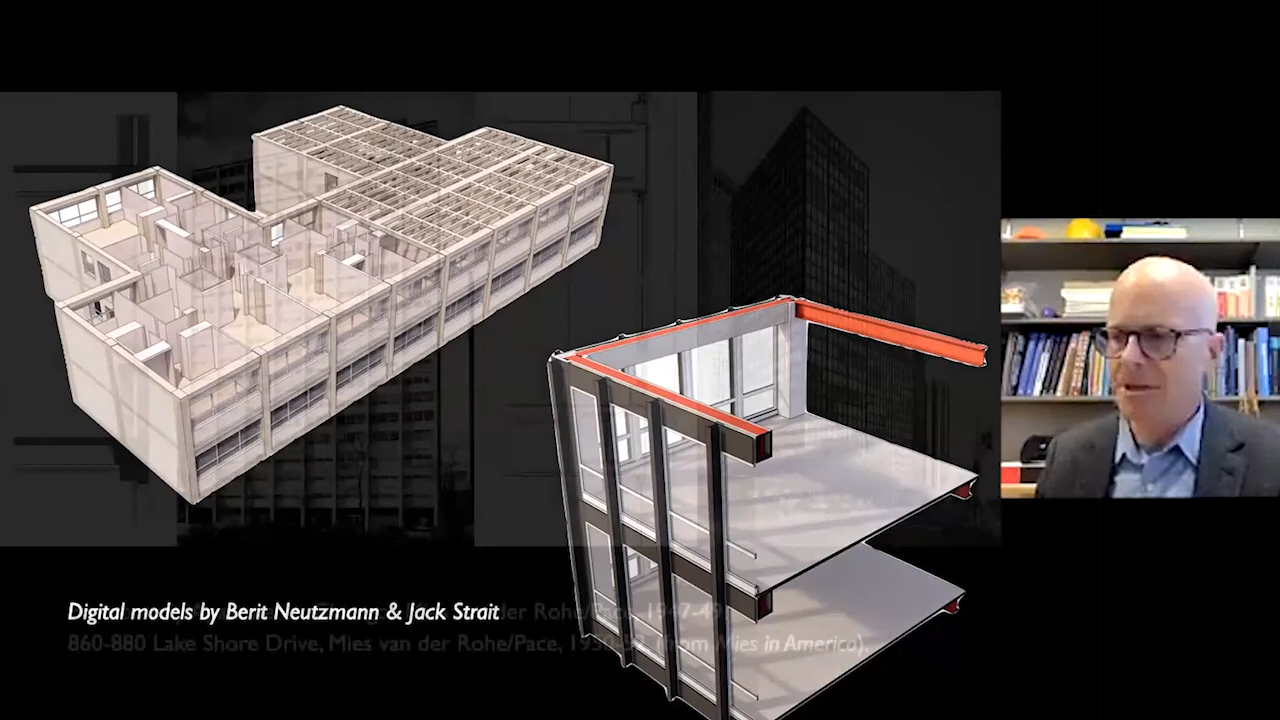 Digital models by Berit Neutzmann & Jack Strait der Rohe/Pace, 1947-49
860-880 Lake Shore Drive, Mies van der Rohe/Pace, (from Mies in America).